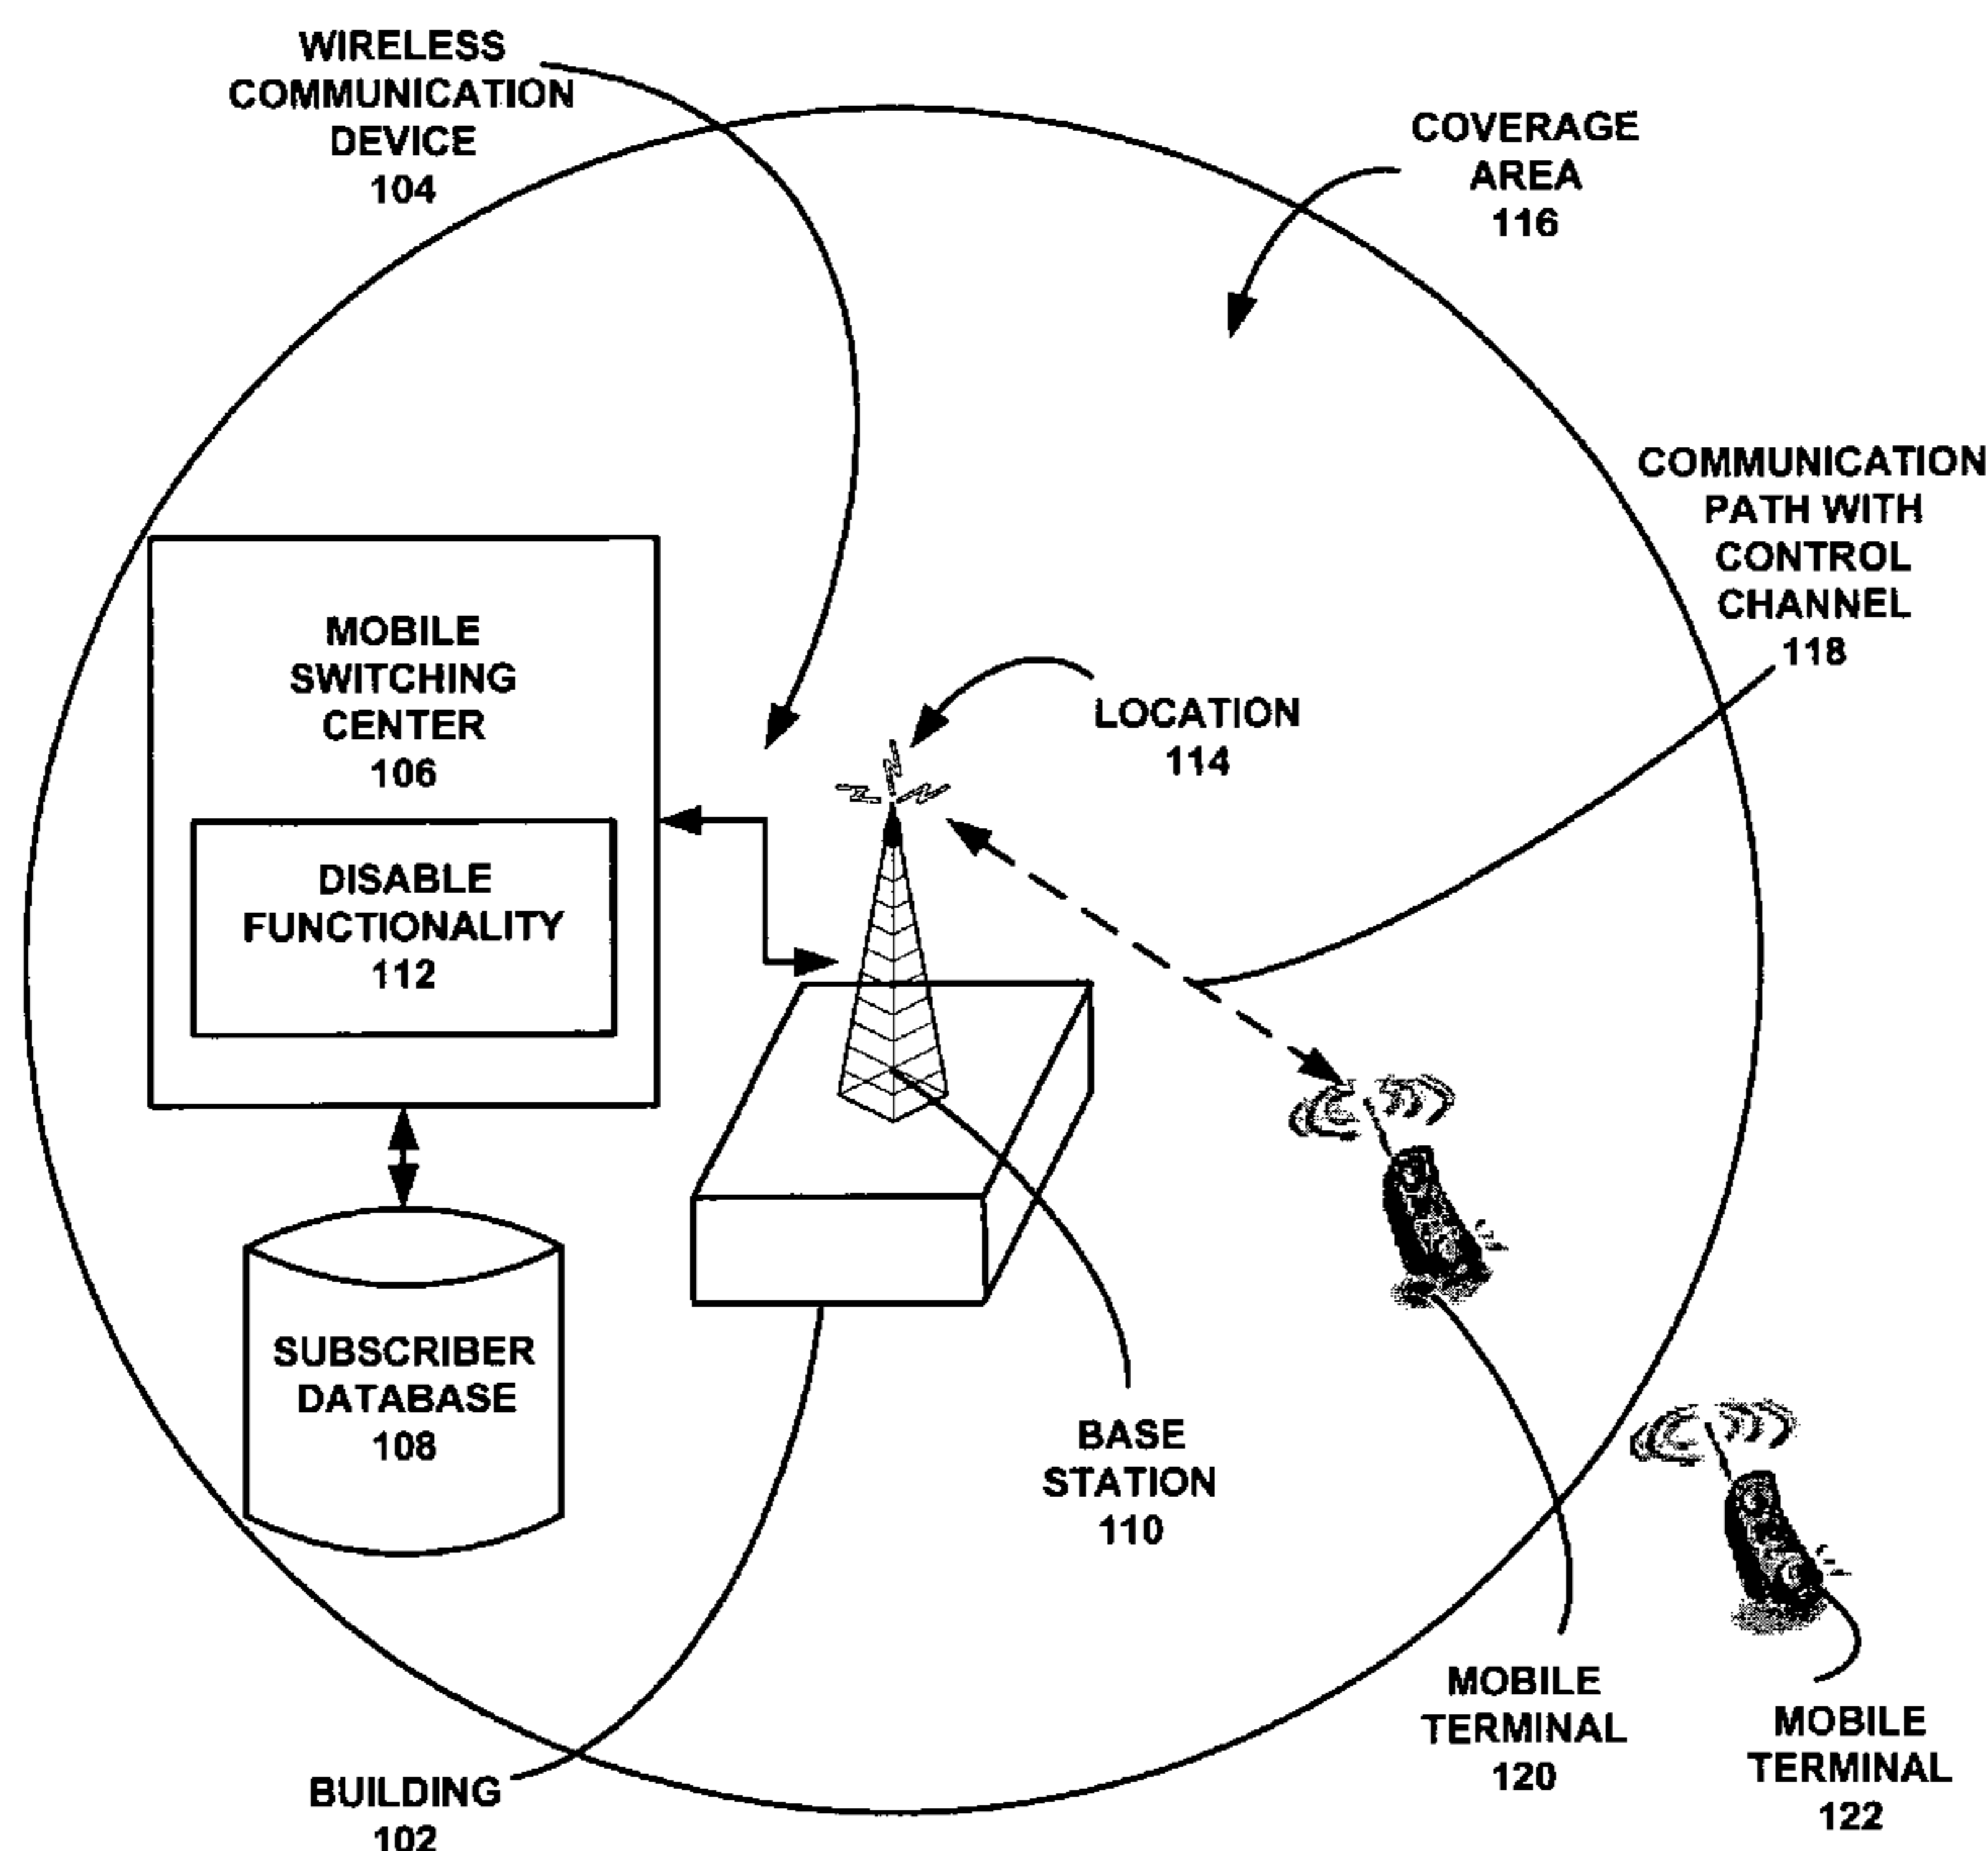 WIRELESS
COMMUNICATION
DEVICE
104
COVERAGE
AREA
116
COMMUNICATION
PATH WITH
CONTROL
CHANNEL
118
MOBILE
SWITCHING
CENTER
106
LOCATION
114
DISABLE
FUNCTIONALITY
112
SUBSCRIBER
DATABASE
108
BASE
STATION
110
MOBILE
TERMINAL
120
MOBILE
TERMINAL
122
BUILDING
102